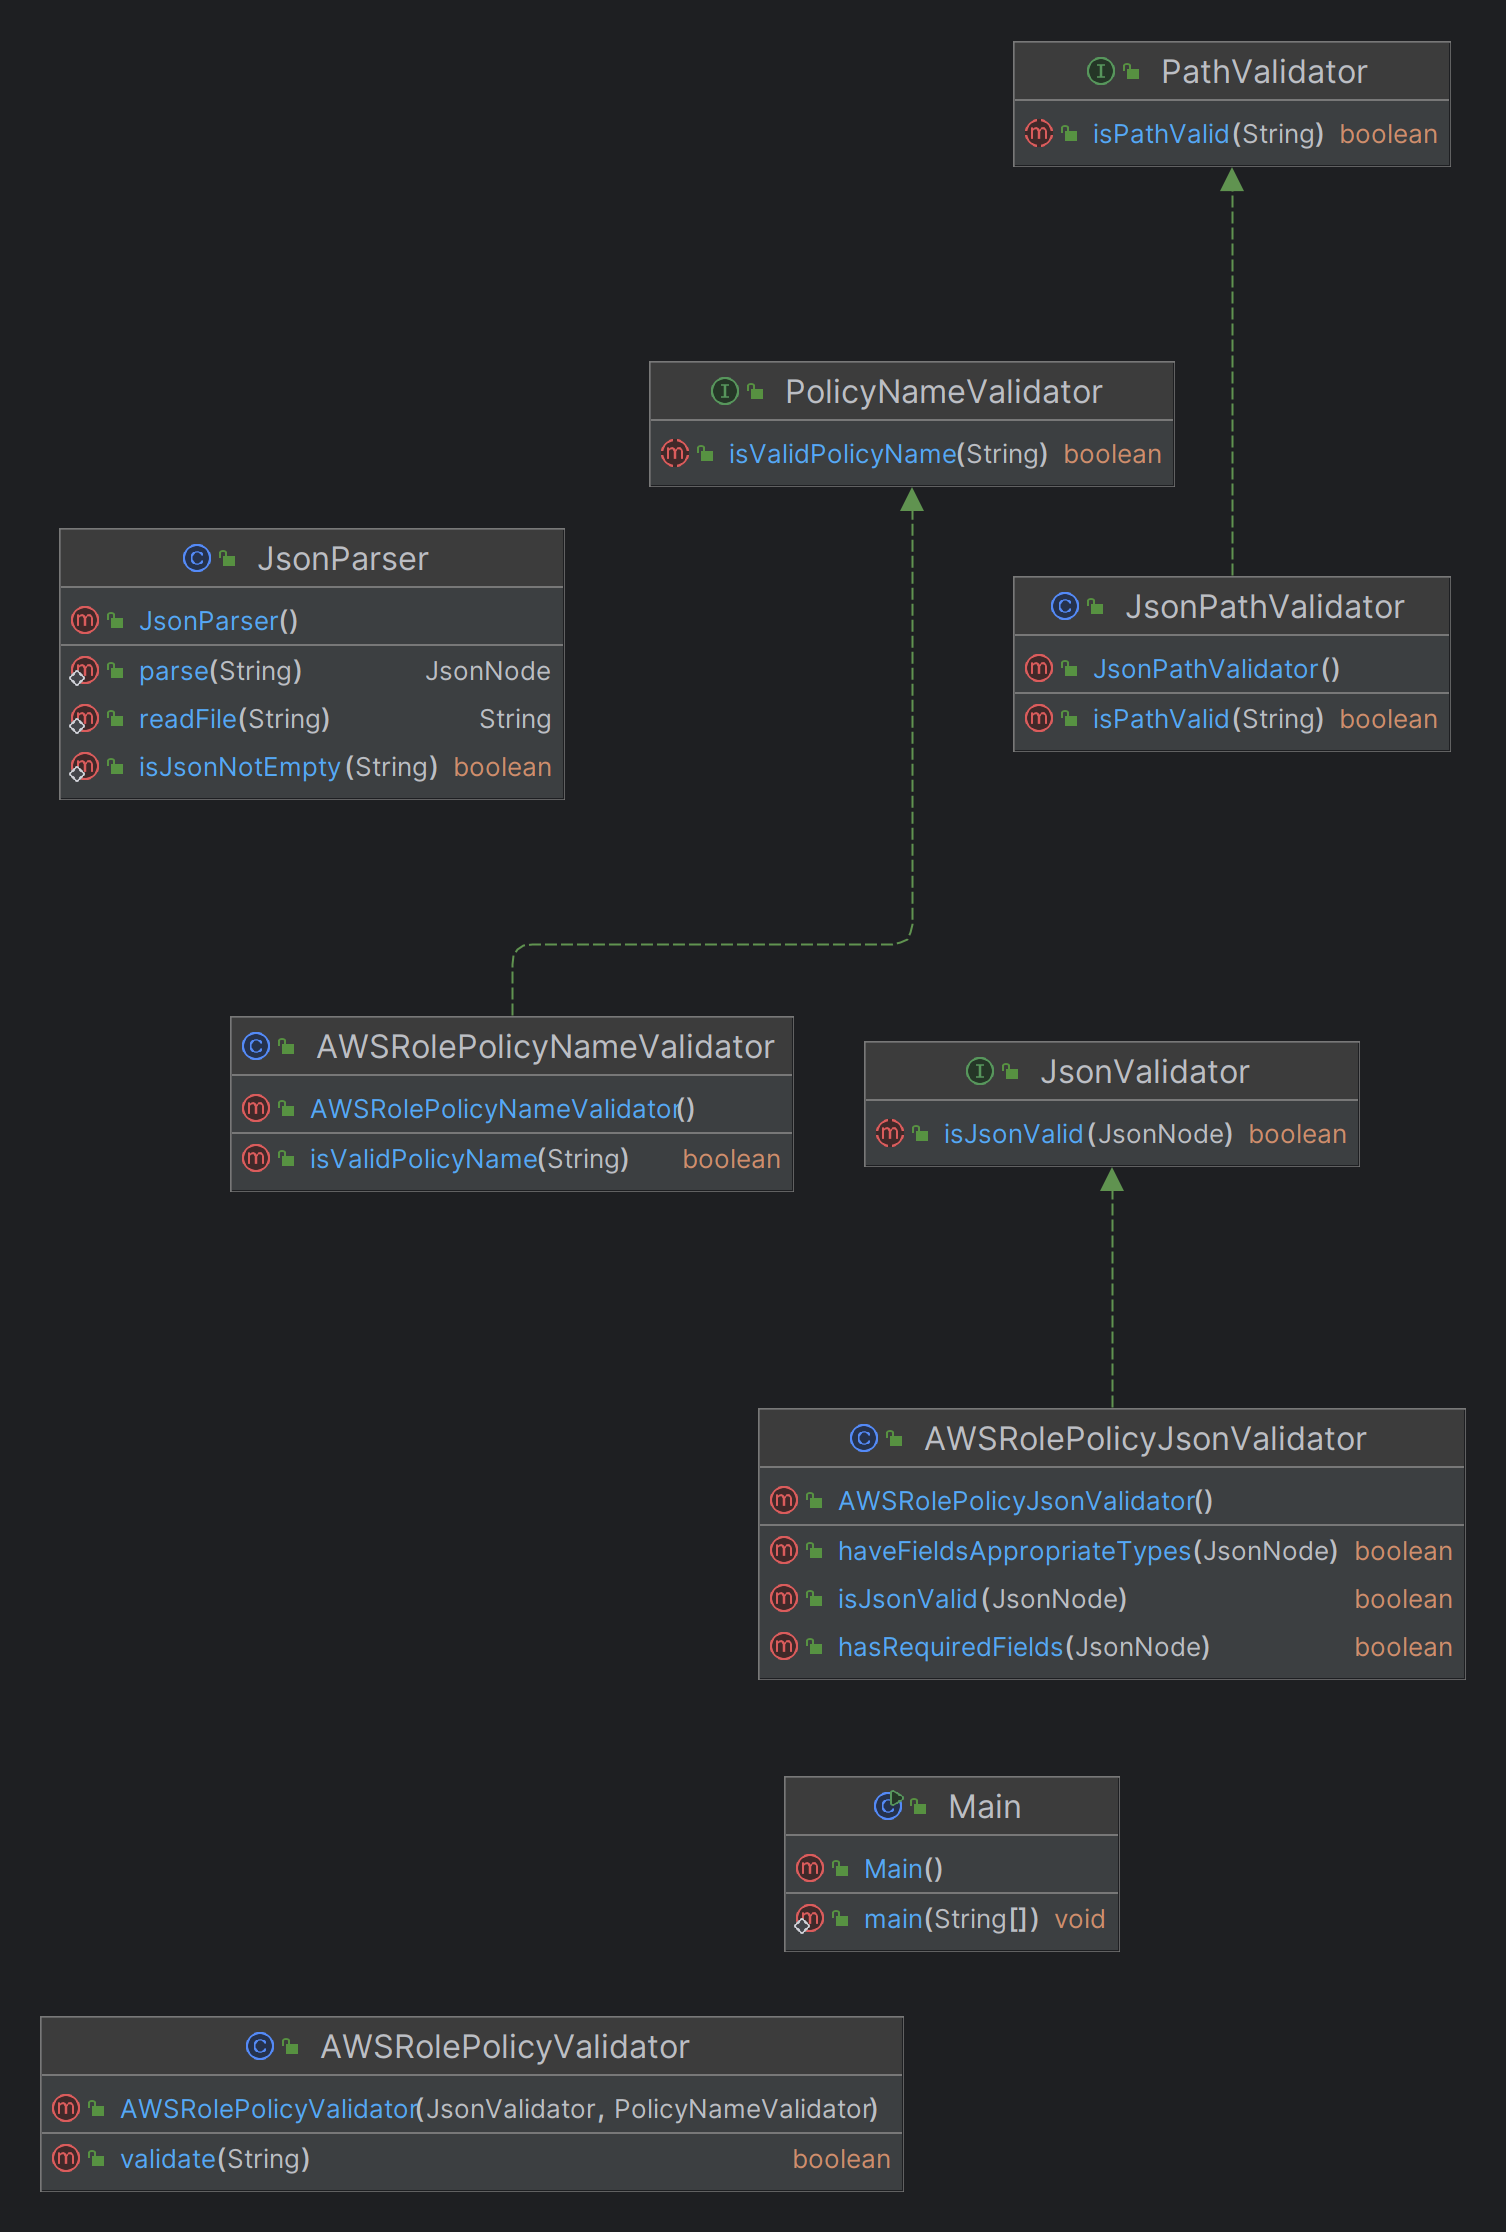 PathValidator
isPathValid(String) boolean
PolicyNameValidator
isValidPolicyName(String) boolean
JsonParser
JsonParser()
parse(String) JsonNode
readFile(String) String
isJsonNotEmpty(String) boolean
JsonPathValidator
JsonPathValidator()
isPathValid(String) boolean
AWSRolePolicyNameValidator
AWSRolePolicyNameValidator()
isValidPolicyName(String) boolean
JsonValidator
isJsonValid(JsonNode) boolean
AWSRolePolicyJsonValidator
AWSRolePolicyJsonValidator()
haveFieldsAppropriateTypes(JsonNode) boolean
isJsonValid(JsonNode) boolean
hasRequiredFields(JsonNode) boolean
Main
Main()
main(String[]) void
AWSRolePolicyValidator
AWSRolePolicyValidator(JsonValidator, PolicyNameValidator)
validate(String) boolean